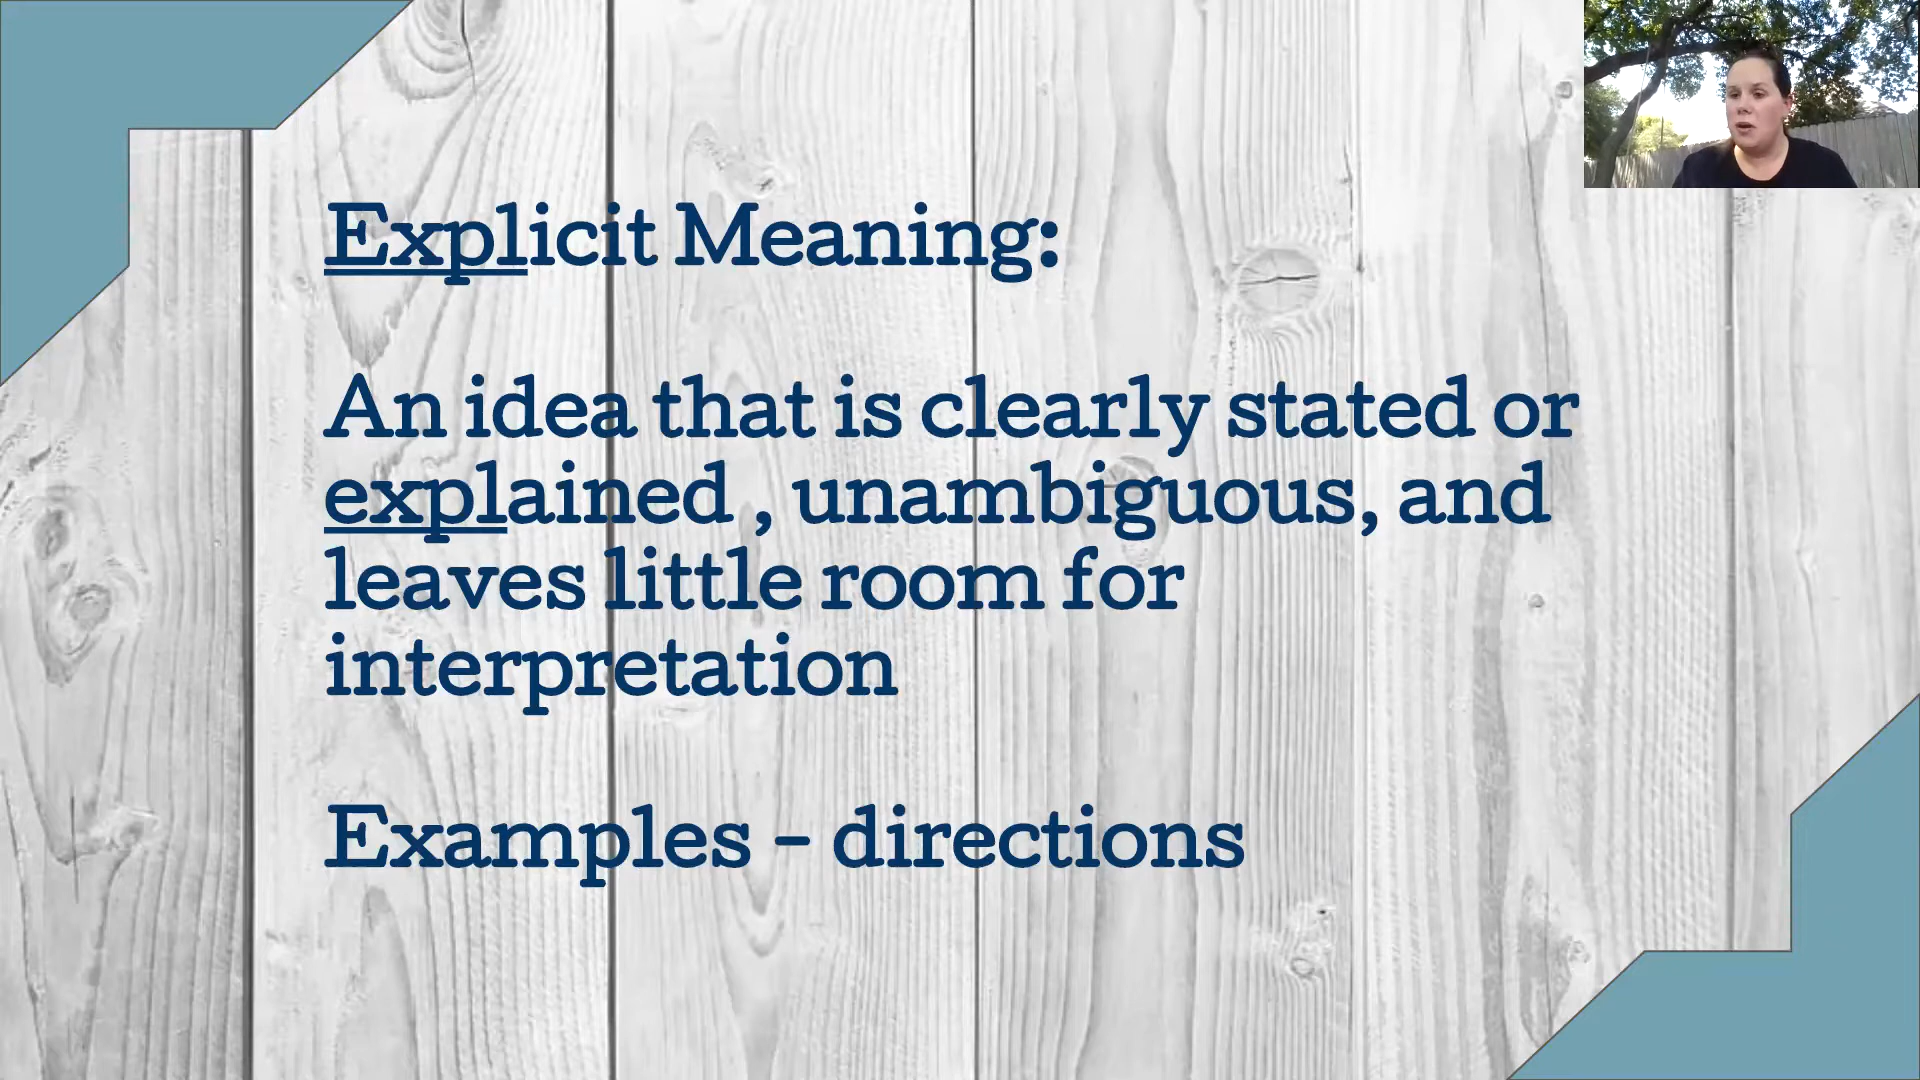 Explicit Meaning:
An idea that is clearly stated or
explained , unambiguous, and
leaves little room for
interpretation
Examples - directions